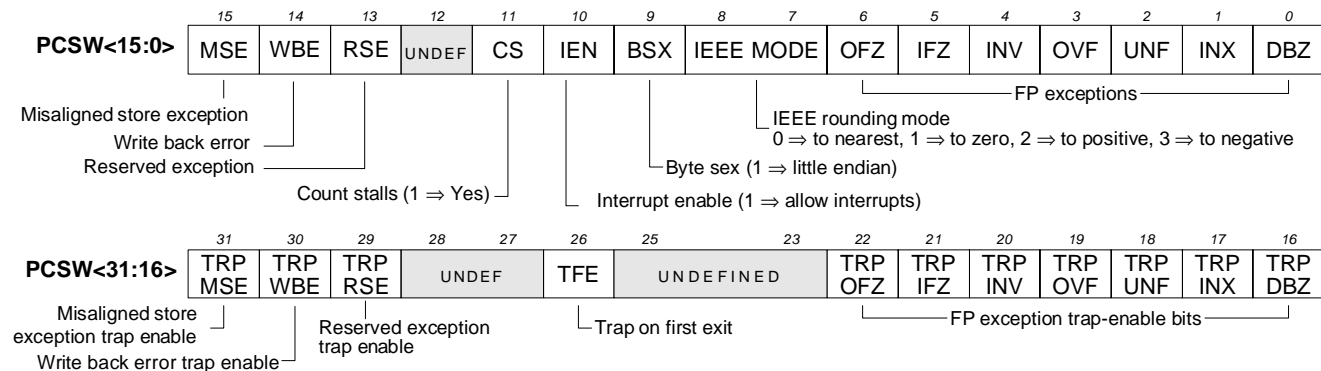 15 14 13 12 11 10 9 8 7 6 5 4 3 2 1 0
PCSW<15:0> MSE WBE RSE UNDEF CS IEN BSX IEEE MODE OFZ IFZ INV OVF UNF INX DBZ
Misaligned store exception
FP exceptions
Write back error
IEEE rounding mode
0 ⇒ to nearest, 1 ⇒ to zero, 2 ⇒ to positive, 3 ⇒ to negative
Reserved exception
Byte sex (1 ⇒ little endian)
Count stalls (1 ⇒ Yes)
Interrupt enable (1 ⇒ allow interrupts)
31 30 29 28 27 26 25 23 22 21 20 19 18 17 16
PCSW<31:16> TRP MSE TRP WBE TRP RSE UNDEF TFE UNDEFINED TRP OFZ TRP IFZ TRP INV TRP OVF TRP UNF TRP INX TRP DBZ
Misaligned store
exception trap enable
Write back error trap enable
Reserved exception
trap enable
Trap on first exit
FP exception trap-enable bits